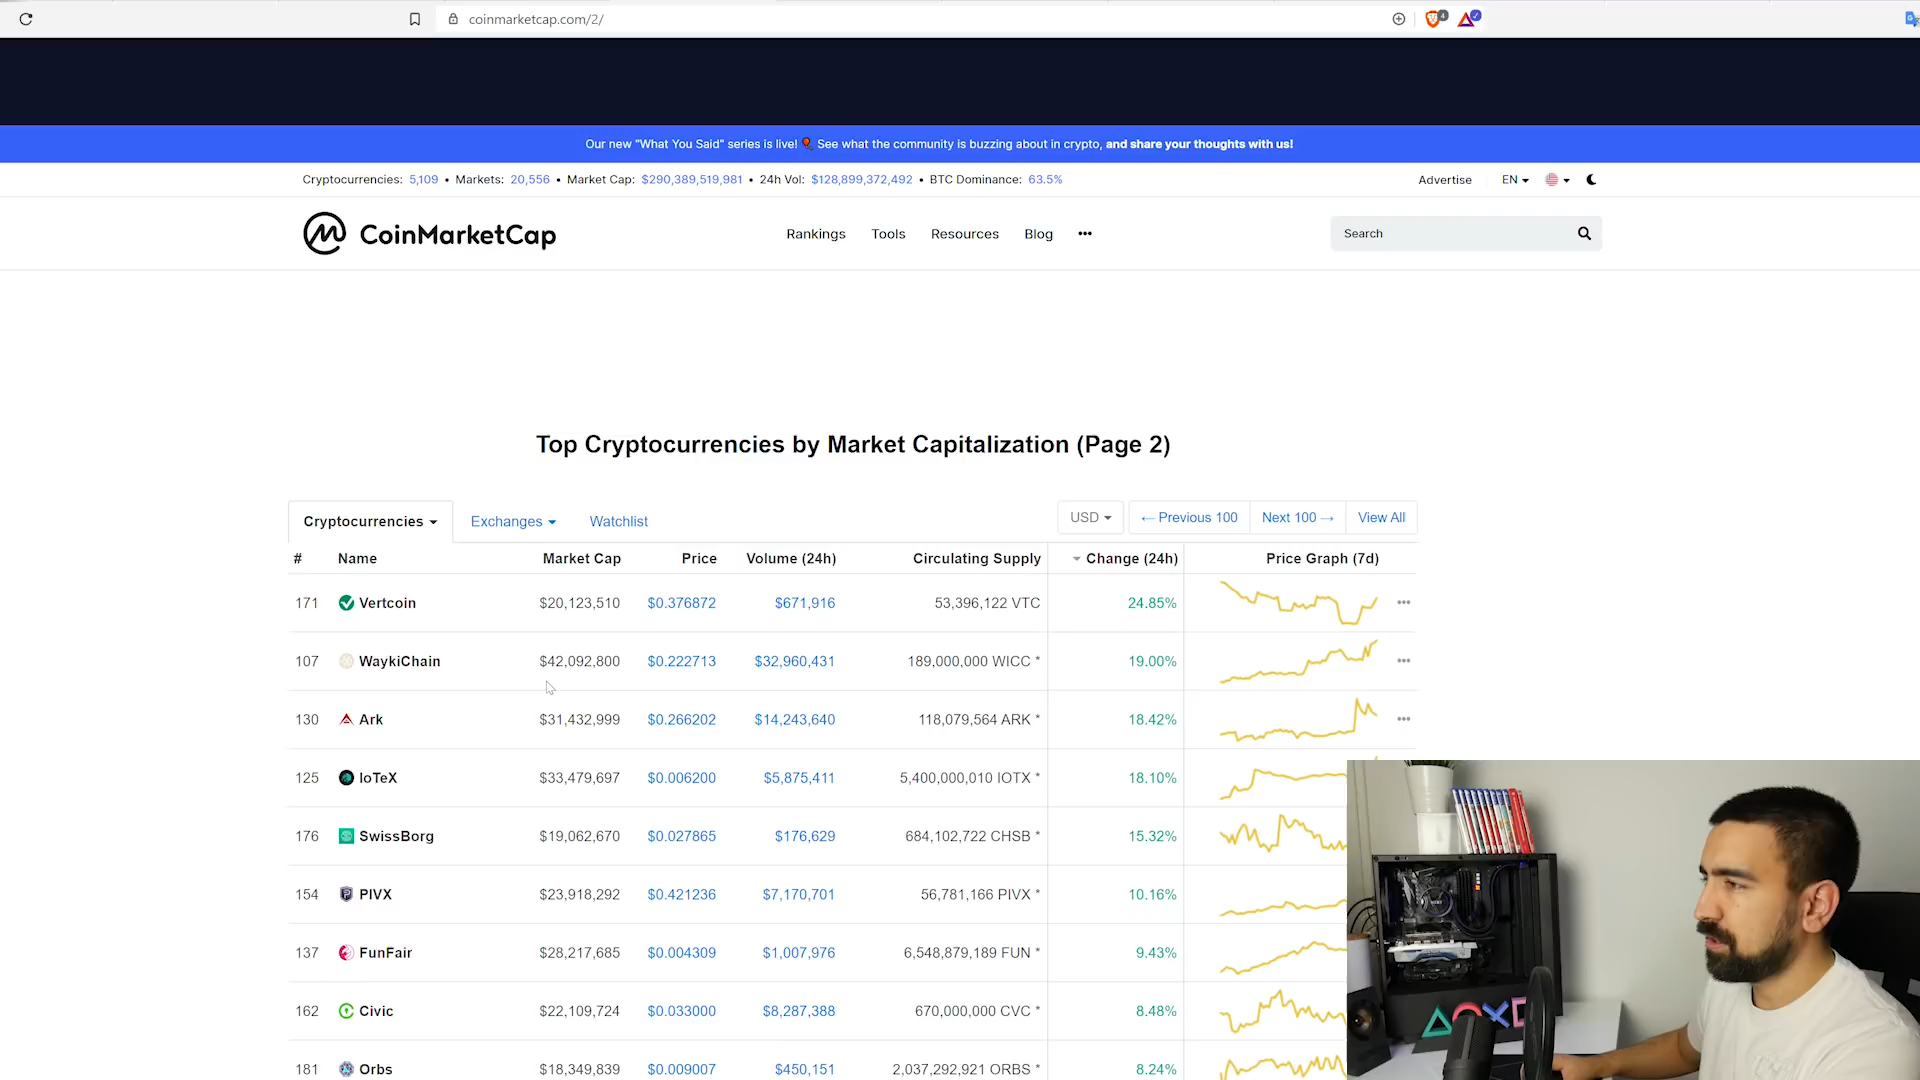 coinmarketcap.com/2/
4
Our new "What You Said" series is live! 🎈 See what the community is buzzing about in crypto, and share your thoughts with us!
Cryptocurrencies: 5,109 • Markets: 20,556 • Market Cap: $290,389,519,981 • 24h Vol: $128,899,372,492 • BTC Dominance: 63.5%
Advertise EN
CoinMarketCap
Rankings Tools Resources Blog •••
Search
Top Cryptocurrencies by Market Capitalization (Page 2)
Cryptocurrencies Exchanges Watchlist USD ← Previous 100 Next 100 → View All
# Name Market Cap Price Volume (24h) Circulating Supply Change (24h) Price Graph (7d)
171 Vertcoin $20,123,510 $0.376872 $671,916 53,396,122 VTC 24.85%
107 WaykiChain $42,092,800 $0.222713 $32,960,431 189,000,000 WICC * 19.00%
130 Ark $31,432,999 $0.266202 $14,243,640 118,079,564 ARK * 18.42%
125 IoTeX $33,479,697 $0.006200 $5,875,411 5,400,000,010 IOTX * 18.10%
176 SwissBorg $19,062,670 $0.027865 $176,629 684,102,722 CHSB * 15.32%
154 PIVX $23,918,292 $0.421236 $7,170,701 56,781,166 PIVX * 10.16%
137 FunFair $28,217,685 $0.004309 $1,007,976 6,548,879,189 FUN * 9.43%
162 Civic $22,109,724 $0.033000 $8,287,388 670,000,000 CVC * 8.48%
181 Orbs $18,349,839 $0.009007 $450,151 2,037,292,921 ORBS * 8.24%